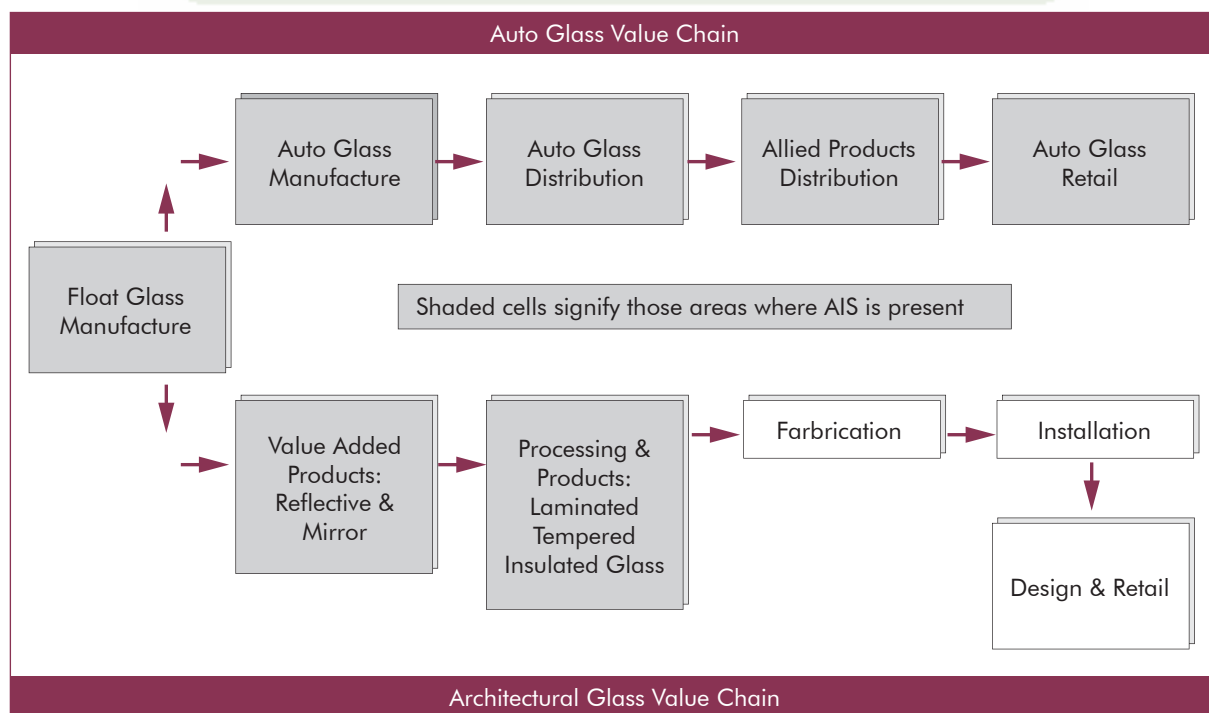 Auto Glass Value Chain
Auto Glass
Manufacture
Auto Glass
Distribution
Allied Products
Distribution
Auto Glass
Retail
Float Glass
Manufacture
Shaded cells signify those areas where AIS is present
Value Added
Products:
Reflective &
Mirror
Processing &
Products:
Laminated
Tempered
Insulated Glass
Farbrication
Installation
Design & Retail
Architectural Glass Value Chain